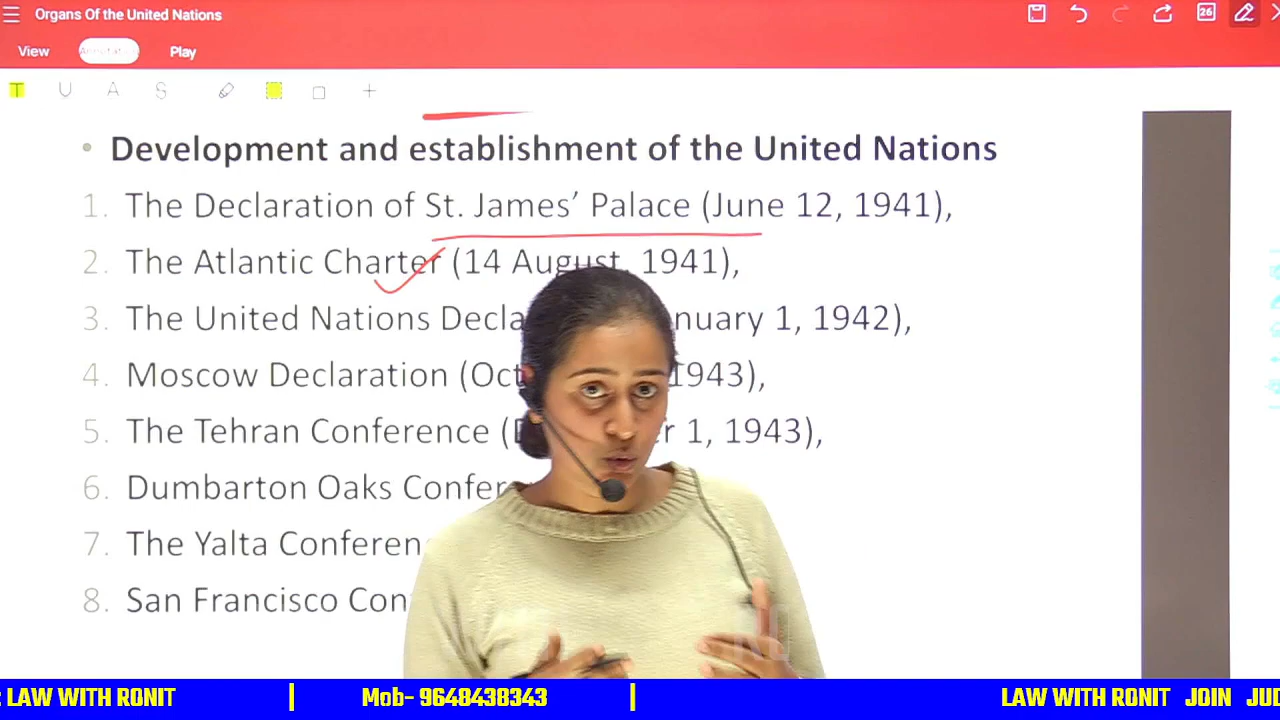 Organs Of the United Nations
26
View
Play
T U A S
• Development and establishment of the United Nations
1. The Declaration of St. James’ Palace (June 12, 1941),
2. The Atlantic Charter (14 August, 1941),
3. The United Nations Decla nuary 1, 1942),
4. Moscow Declaration (Oct 1943),
5. The Tehran Conference ( r 1, 1943),
6. Dumbarton Oaks Confer
7. The Yalta Conferen
8. San Francisco Con
: LAW WITH RONIT | Mob- 9648438343 | LAW WITH RONIT JOIN JUD